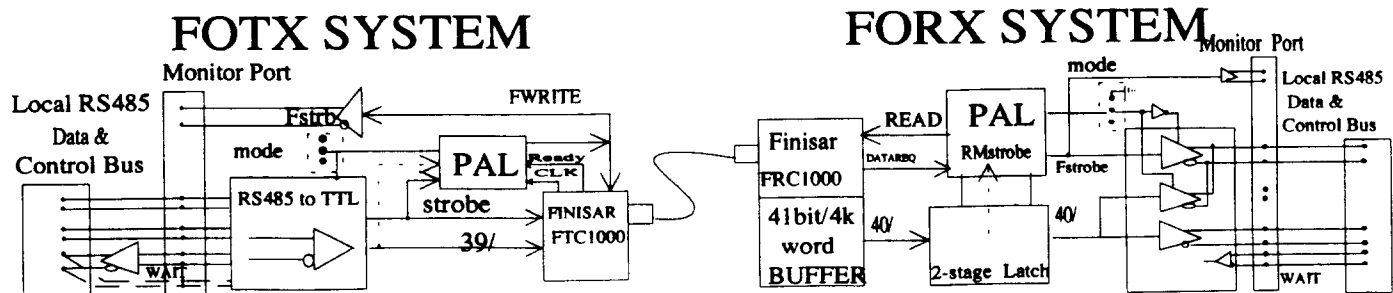 FOTX SYSTEM
Monitor Port
Local RS485
Data &
Control Bus
Fstrb
mode
FWRITE
PAL
Ready
CLK
RS485 to TTL
strobe
39/
FINISAR
FTC1000
WAIT
FORX SYSTEM
Monitor Port
mode
Local RS485
Data &
Control Bus
READ
DATAREQ
PAL
RMstrobe
Fstrobe
Finisar
FRC1000
41bit/4k
word
BUFFER
40/
2-stage Latch
40/
WAIT